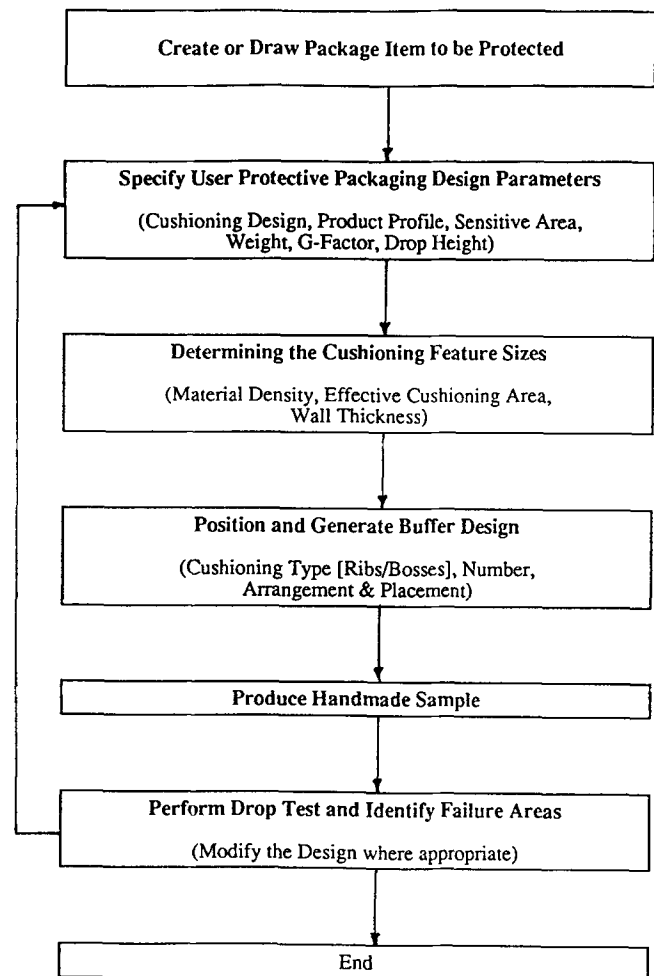 Create or Draw Package Item to be Protected
Specify User Protective Packaging Design Parameters
(Cushioning Design, Product Profile, Sensitive Area,
Weight, G-Factor, Drop Height)
Determining the Cushioning Feature Sizes
(Material Density, Effective Cushioning Area,
Wall Thickness)
Position and Generate Buffer Design
(Cushioning Type [Ribs/Bosses], Number,
Arrangement & Placement)
Produce Handmade Sample
Perform Drop Test and Identify Failure Areas
(Modify the Design where appropriate)
End